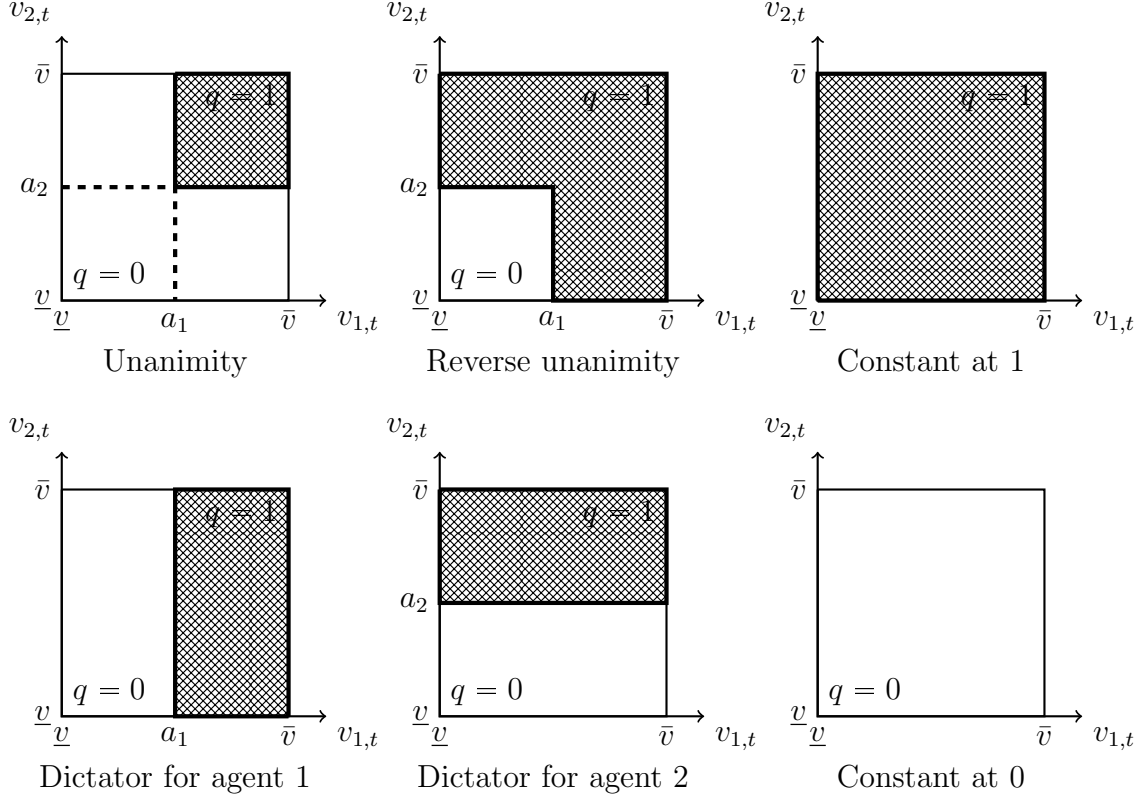 v₂,ₜ
v̄
q = 1
a₂
q = 0
v̲
v̲ a₁ v̄ v₁,ₜ
Unanimity
v₂,ₜ
v̄
q = 1
a₂
q = 0
v̲
v̲ a₁ v̄ v₁,ₜ
Reverse unanimity
v₂,ₜ
v̄
q = 1
v̲
v̲ v̄ v₁,ₜ
Constant at 1
v₂,ₜ
v̄
q = 1
q = 0
v̲
v̲ a₁ v̄ v₁,ₜ
Dictator for agent 1
v₂,ₜ
v̄
q = 1
a₂
q = 0
v̲
v̲ v̄ v₁,ₜ
Dictator for agent 2
v₂,ₜ
v̄
q = 0
v̲
v̲ v̄ v₁,ₜ
Constant at 0